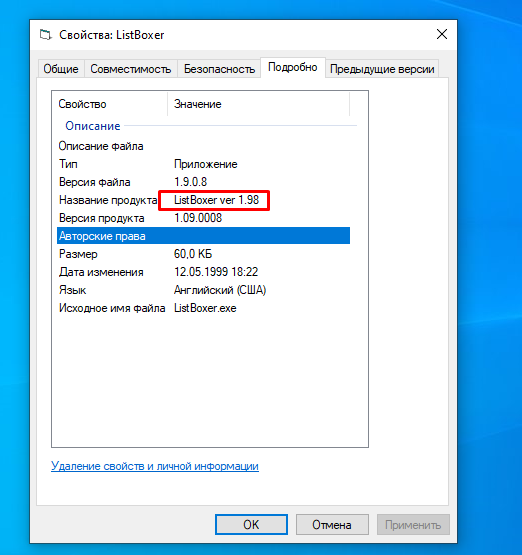 Свойства: ListBoxer
Общие Совместимость Безопасность Подробно Предыдущие версии
Свойство Значение
Описание
Описание файла
Тип Приложение
Версия файла 1.9.0.8
Название продукта ListBoxer ver 1.98
Версия продукта 1.09.0008
Авторские права
Размер 60,0 КБ
Дата изменения 12.05.1999 18:22
Язык Английский (США)
Исходное имя файла ListBoxer.exe
Удаление свойств и личной информации
OK Отмена Применить